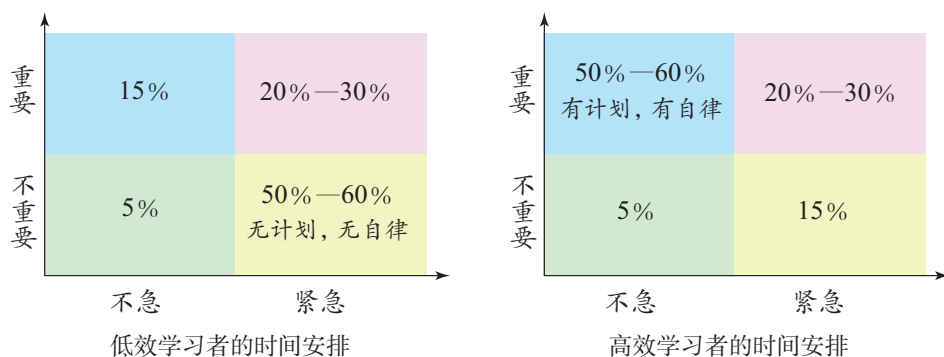 重要
15%
20%—30%
不重要
5%
50%—60%
无计划，无自律
不急
紧急
低效学习者的时间安排
重要
50%—60%
有计划，有自律
20%—30%
不重要
5%
15%
不急
紧急
高效学习者的时间安排